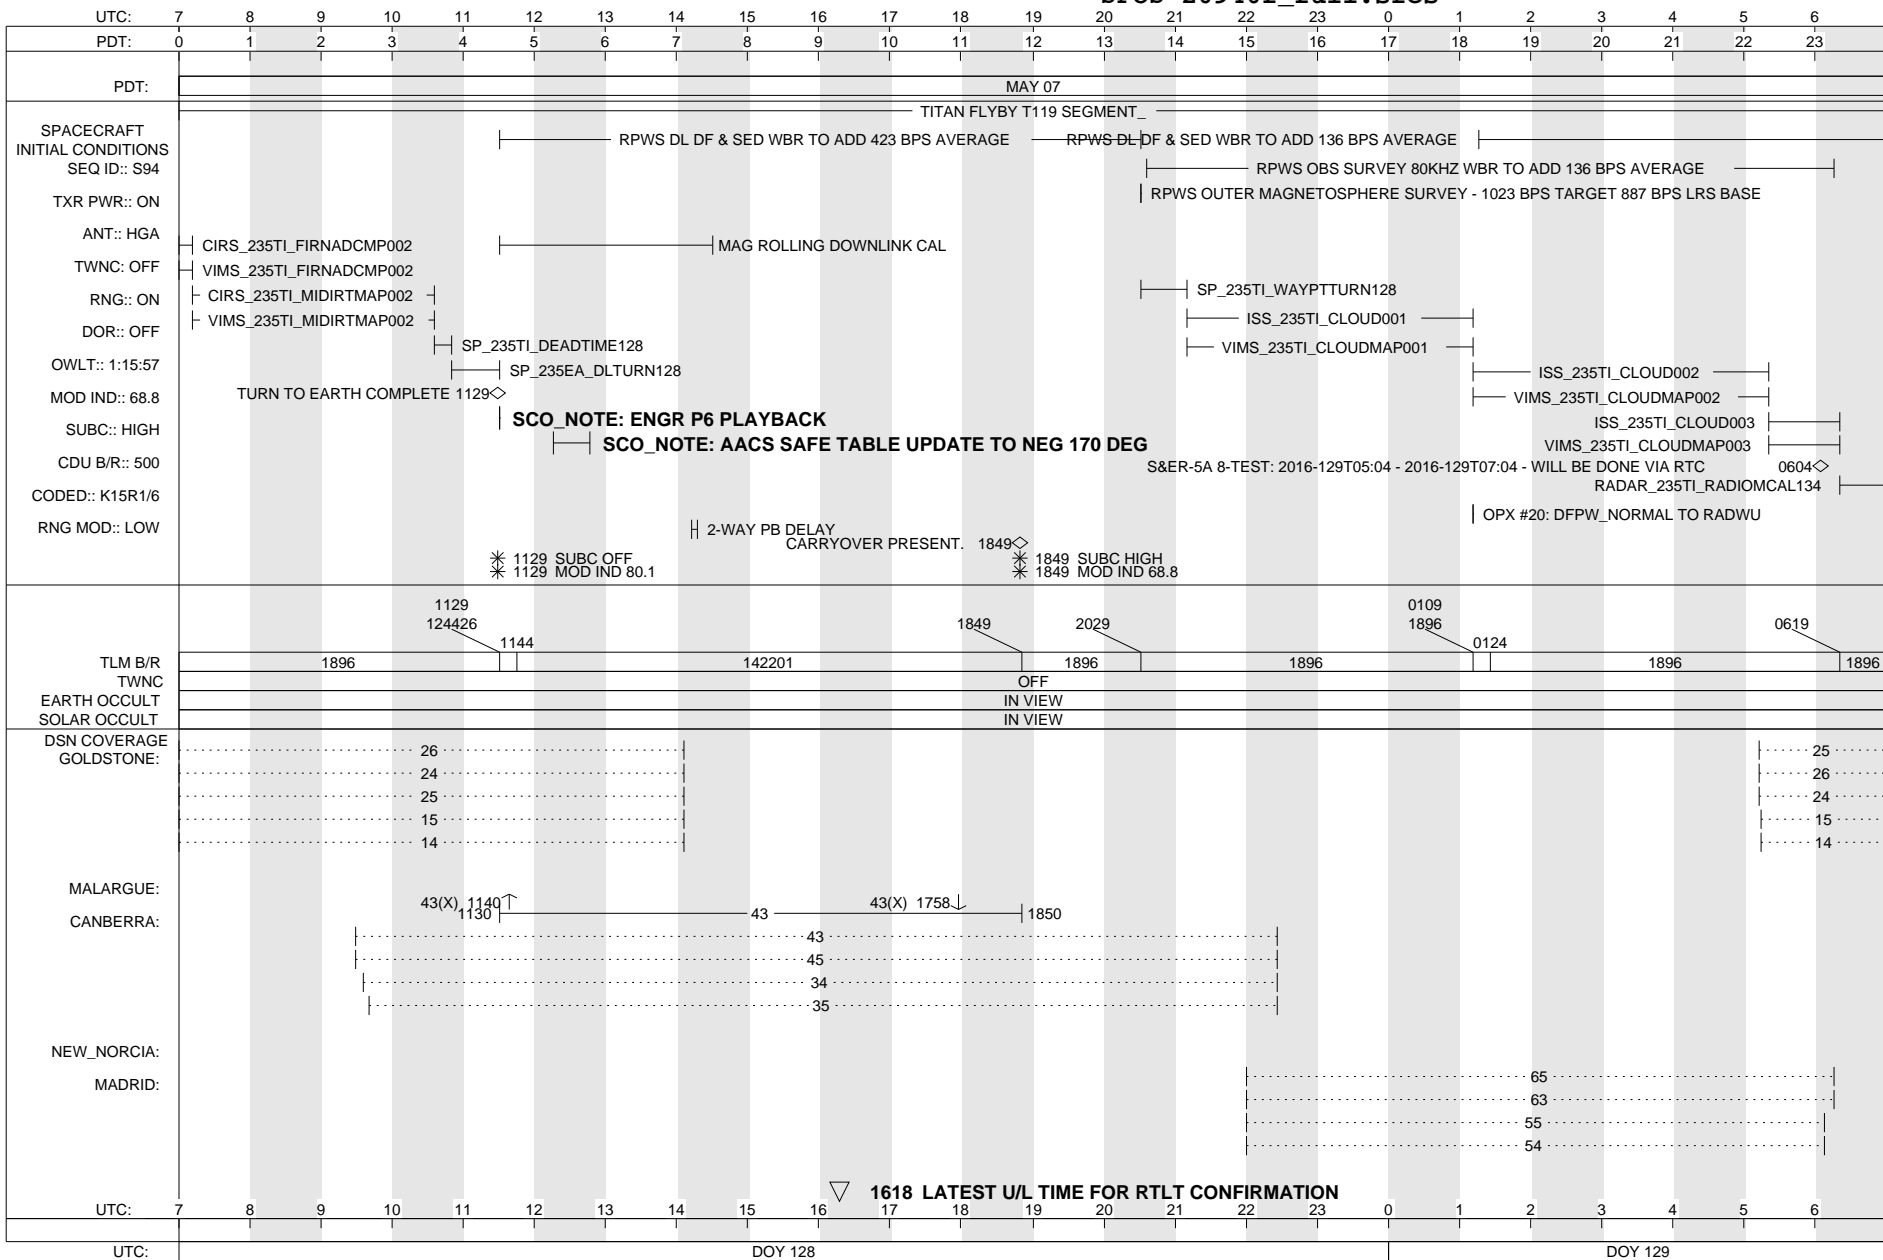 UTC: 7 8 9 10 11 12 13 14 15 16 17 18 19 20 21 22 23 0 1 2 3 4 5 6
PDT: 0 1 2 3 4 5 6 7 8 9 10 11 12 13 14 15 16 17 18 19 20 21 22 23
PDT: MAY 07
TITAN FLYBY T119 SEGMENT_
SPACECRAFT
INITIAL CONDITIONS
RPWS DL DF & SED WBR TO ADD 423 BPS AVERAGE
RPWS DL DF & SED WBR TO ADD 136 BPS AVERAGE
SEQ ID:: S94
RPWS OBS SURVEY 80KHZ WBR TO ADD 136 BPS AVERAGE
TXR PWR:: ON
RPWS OUTER MAGNETOSPHERE SURVEY - 1023 BPS TARGET 887 BPS LRS BASE
ANT:: HGA
CIRS_235TI_FIRNADCMP002
MAG ROLLING DOWNLINK CAL
TWNC: OFF
VIMS_235TI_FIRNADCMP002
RNG:: ON
CIRS_235TI_MIDIRTMAP002
SP_235TI_WAYPTTURN128
VIMS_235TI_MIDIRTMAP002
ISS_235TI_CLOUD001
DOR:: OFF
SP_235TI_DEADTIME128
VIMS_235TI_CLOUDMAP001
OWLT:: 1:15:57
SP_235EA_DLTURN128
ISS_235TI_CLOUD002
MOD IND:: 68.8
TURN TO EARTH COMPLETE 1129
VIMS_235TI_CLOUDMAP002
SCO_NOTE: ENGR P6 PLAYBACK
ISS_235TI_CLOUD003
SUBC:: HIGH
SCO_NOTE: AACS SAFE TABLE UPDATE TO NEG 170 DEG
VIMS_235TI_CLOUDMAP003
CDU B/R:: 500
S&ER-5A 8-TEST: 2016-129T05:04 - 2016-129T07:04 - WILL BE DONE VIA RTC 0604
RADAR_235TI_RADIOMCAL134
CODED:: K15R1/6
OPX #20: DFPW_NORMAL TO RADWU
RNG MOD:: LOW
2-WAY PB DELAY
CARRYOVER PRESENT. 1849
1129 SUBC OFF
1849 SUBC HIGH
1129 MOD IND 80.1
1849 MOD IND 68.8
1129 0109
124426 1849 2029 1896 0619
1144 0124
TLM B/R 1896 142201 1896 1896 1896 1896
TWNC OFF
EARTH OCCULT IN VIEW
SOLAR OCCULT IN VIEW
DSN COVERAGE
GOLDSTONE: 26 25
24 26
25 24
15 15
14 14
MALARGUE:
43(X) 1140 43(X) 1758
CANBERRA: 1130 43 1850
43
45
34
35
NEW_NORCIA:
MADRID: 65
63
55
54
1618 LATEST U/L TIME FOR RTLT CONFIRMATION
UTC: 7 8 9 10 11 12 13 14 15 16 17 18 19 20 21 22 23 0 1 2 3 4 5 6
UTC: DOY 128 DOY 129